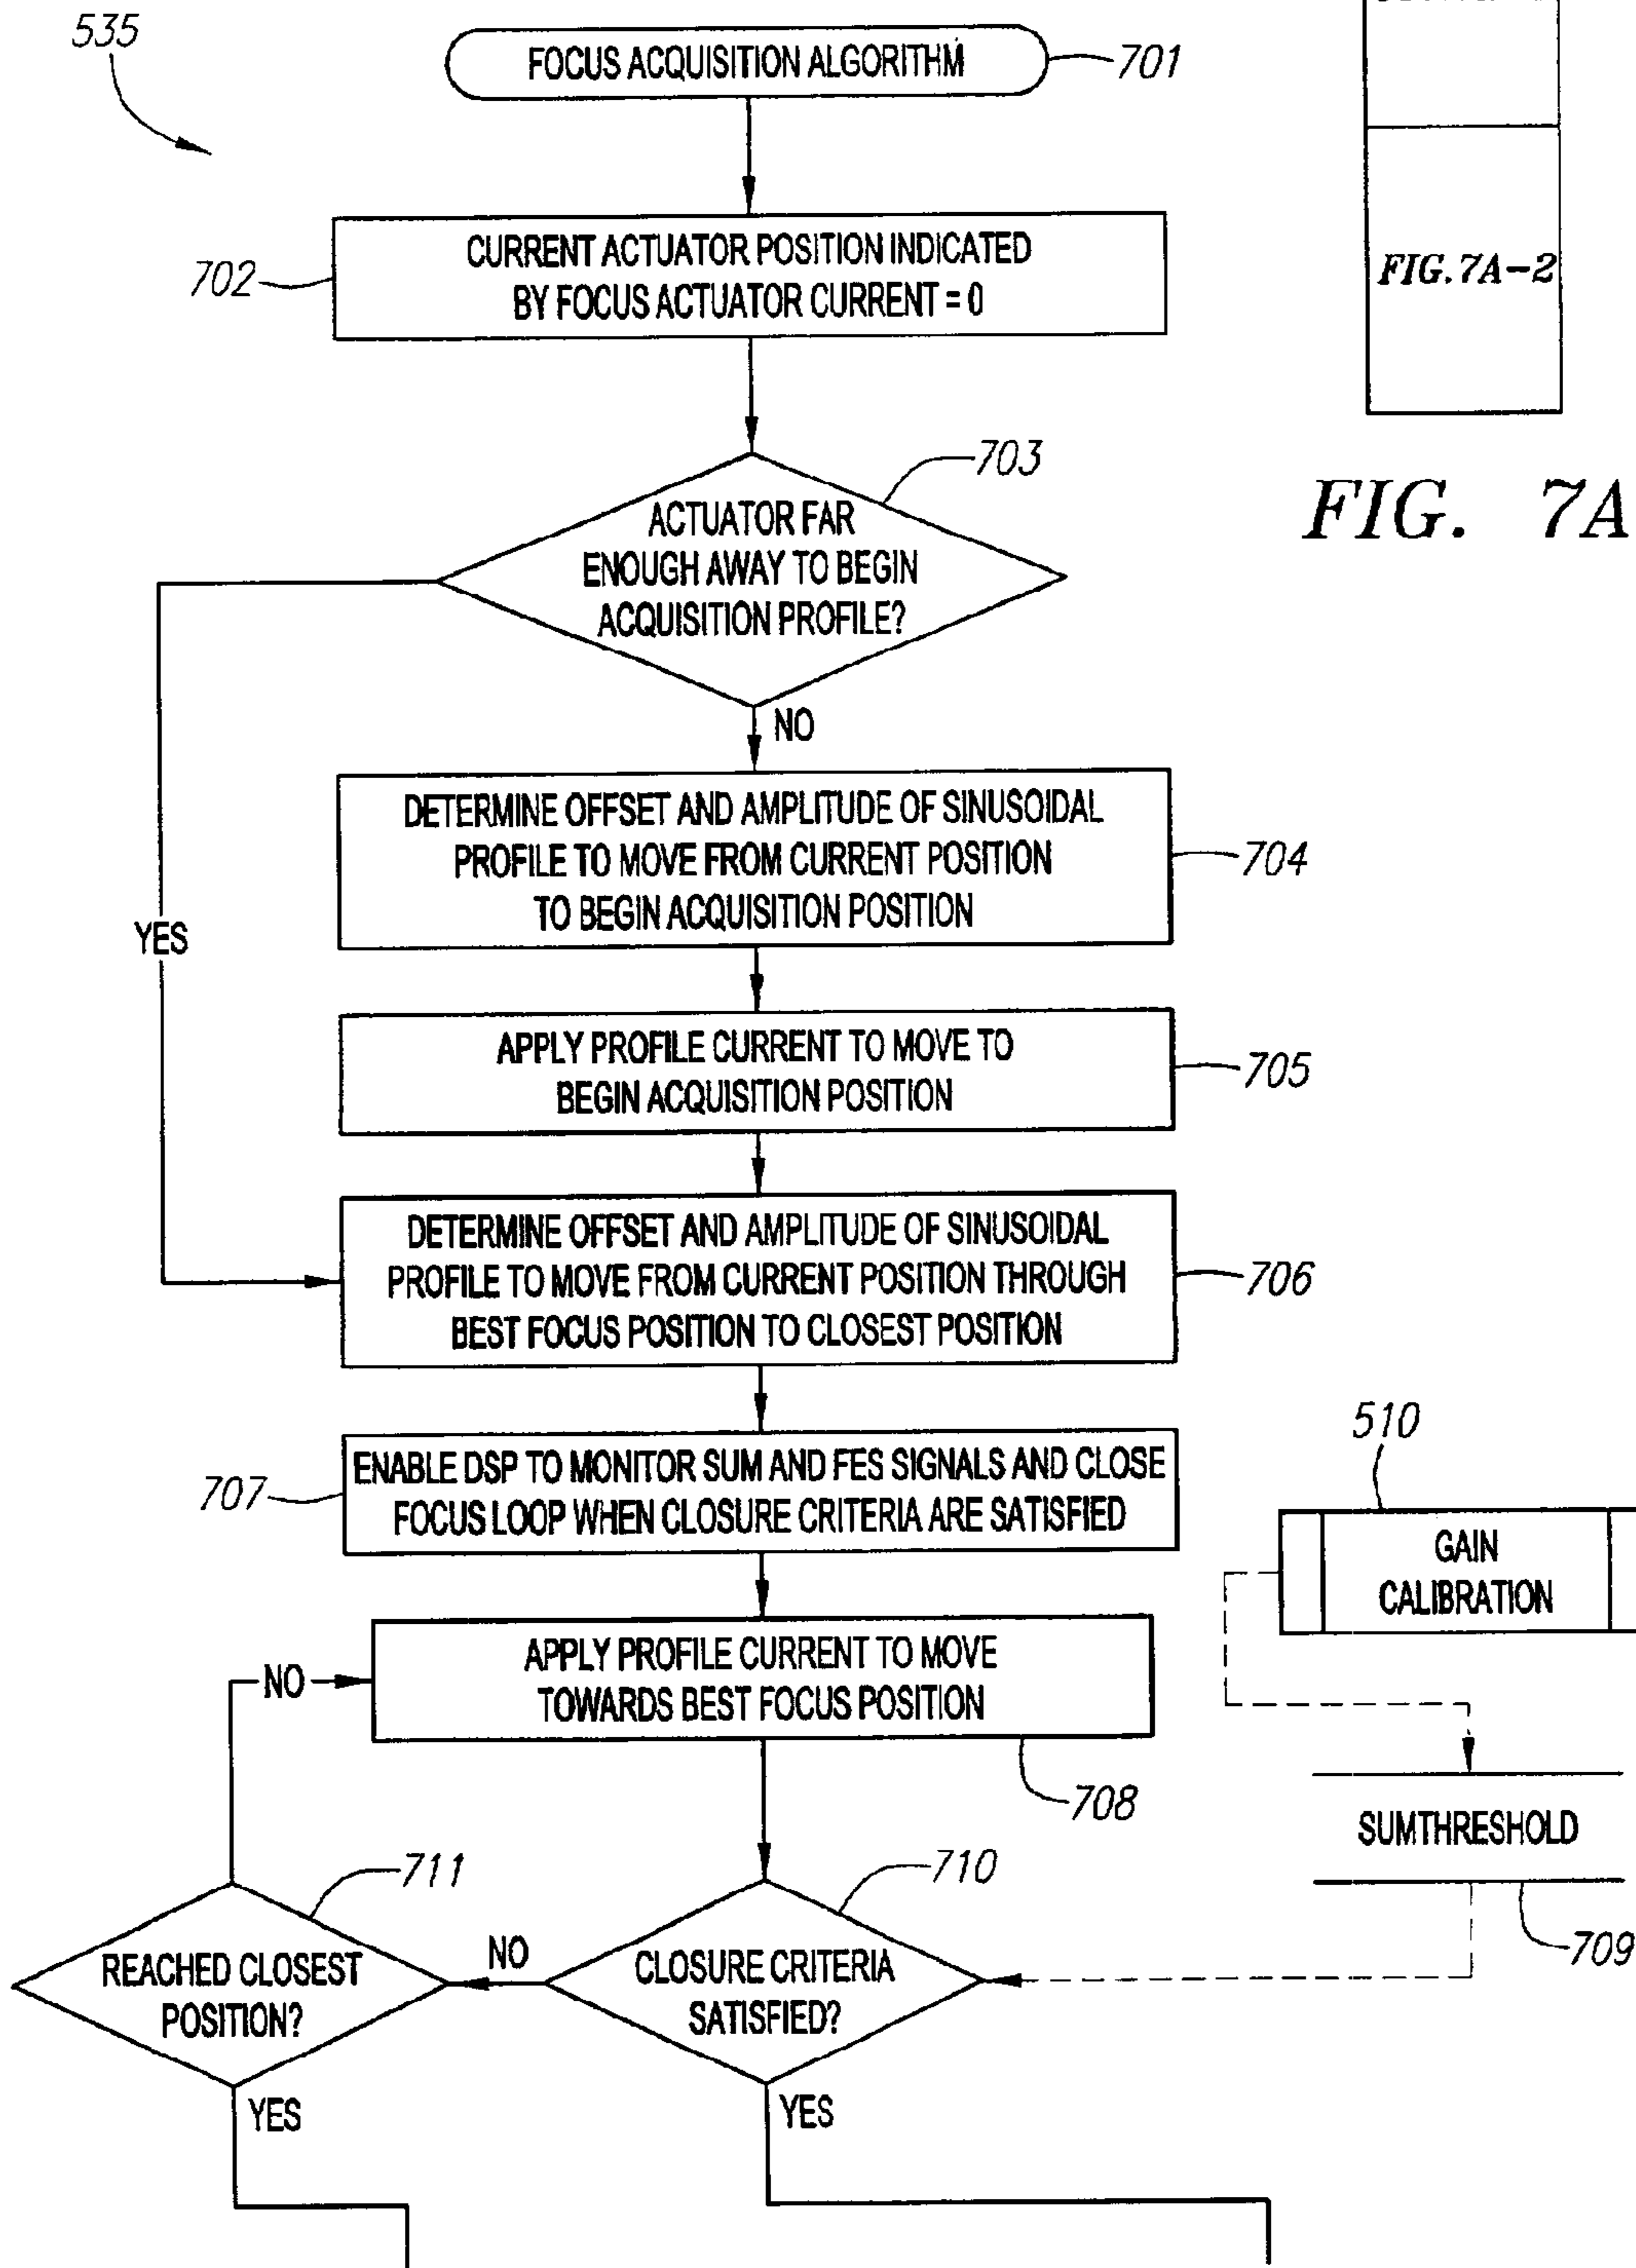 535
FOCUS ACQUISITION ALGORITHM
701
702
CURRENT ACTUATOR POSITION INDICATED
BY FOCUS ACTUATOR CURRENT = 0
FIG. 7A-2
FIG. 7A
703
ACTUATOR FAR
ENOUGH AWAY TO BEGIN
ACQUISITION PROFILE?
NO
YES
DETERMINE OFFSET AND AMPLITUDE OF SINUSOIDAL
PROFILE TO MOVE FROM CURRENT POSITION
TO BEGIN ACQUISITION POSITION
704
APPLY PROFILE CURRENT TO MOVE TO
BEGIN ACQUISITION POSITION
705
DETERMINE OFFSET AND AMPLITUDE OF SINUSOIDAL
PROFILE TO MOVE FROM CURRENT POSITION THROUGH
BEST FOCUS POSITION TO CLOSEST POSITION
706
707
ENABLE DSP TO MONITOR SUM AND FES SIGNALS AND CLOSE
FOCUS LOOP WHEN CLOSURE CRITERIA ARE SATISFIED
510
GAIN
CALIBRATION
NO
APPLY PROFILE CURRENT TO MOVE
TOWARDS BEST FOCUS POSITION
708
SUMTHRESHOLD
709
711
REACHED CLOSEST
POSITION?
NO
710
CLOSURE CRITERIA
SATISFIED?
YES
YES